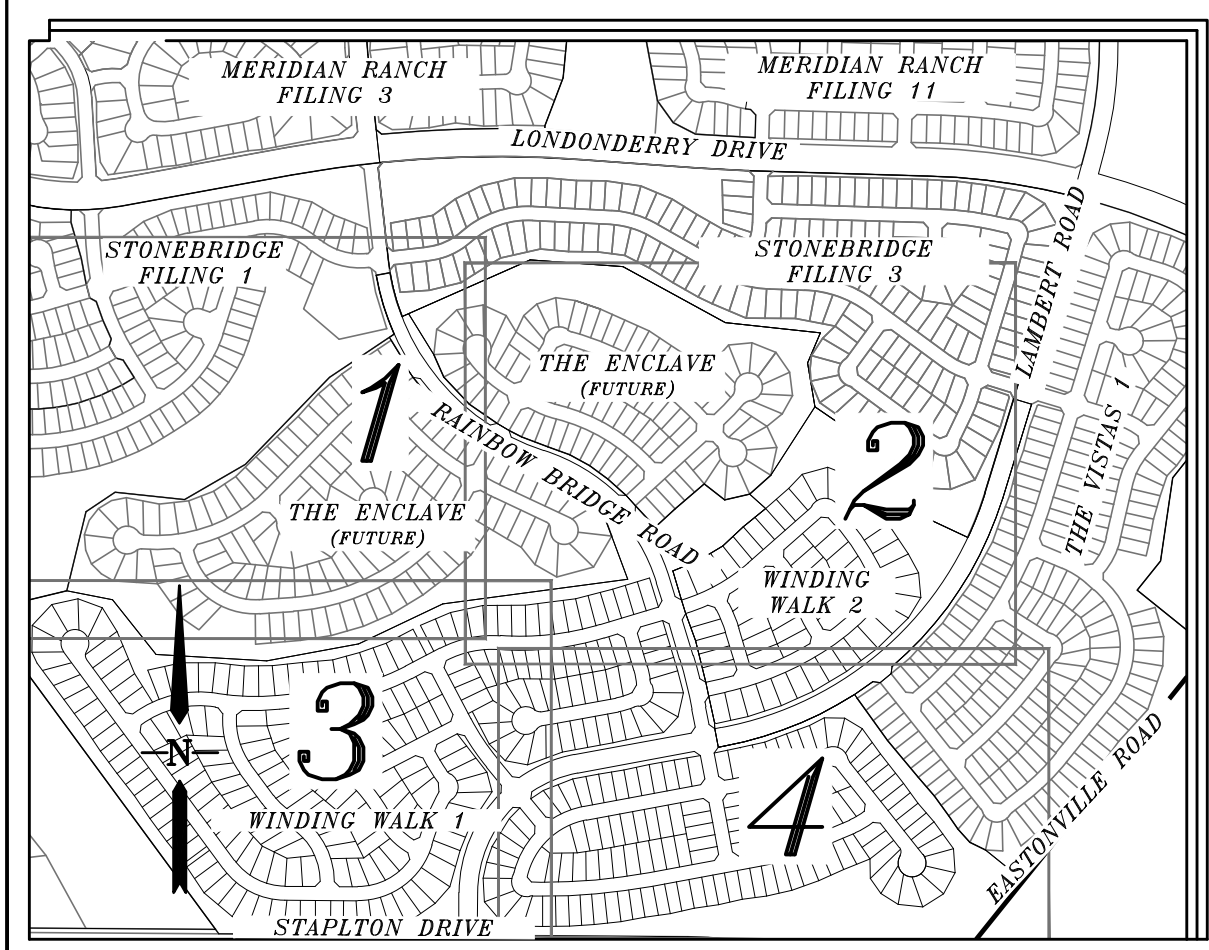 MERIDIAN RANCH
FILING 3
MERIDIAN RANCH
FILING 11
LONDONDERRY DRIVE
STONEBRIDGE
FILING 1
STONEBRIDGE
FILING 3
LAMBERT ROAD
THE ENCLAVE
(FUTURE)
1
RAINBOW BRIDGE ROAD
2
THE VISTAS 1
THE ENCLAVE
(FUTURE)
WINDING
WALK 2
3
N
4
WINDING WALK 1
EASTONVILLE ROAD
STAPLTON DRIVE